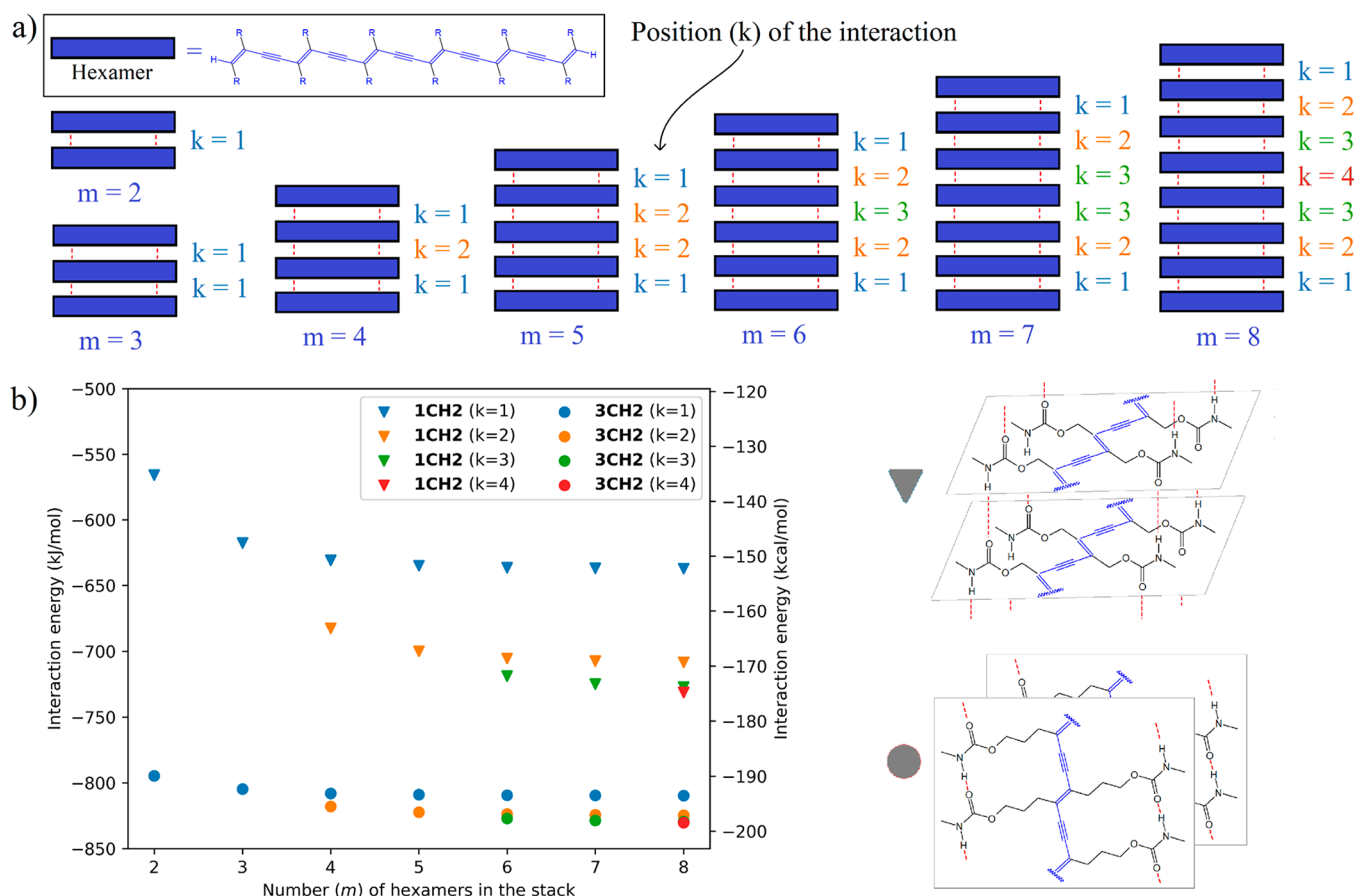 a)
Hexamer
=
H
R
R
R
R
R
R
R
R
R
R
R
R
H
Position (k) of the interaction
k = 1
m = 2
k = 1
k = 1
m = 3
k = 1
k = 2
k = 1
m = 4
k = 1
k = 2
k = 2
k = 1
m = 5
k = 1
k = 2
k = 3
k = 2
k = 1
m = 6
k = 1
k = 2
k = 3
k = 3
k = 2
k = 1
m = 7
k = 1
k = 2
k = 3
k = 4
k = 3
k = 2
k = 1
m = 8
b)
Interaction energy (kJ/mol)
−500
−550
−600
−650
−700
−750
−800
−850
2 3 4 5 6 7 8
Number (m) of hexamers in the stack
−120
−130
−140
−150
−160
−170
−180
−190
−200
Interaction energy (kcal/mol)
1CH2 (k=1)
1CH2 (k=2)
1CH2 (k=3)
1CH2 (k=4)
3CH2 (k=1)
3CH2 (k=2)
3CH2 (k=3)
3CH2 (k=4)